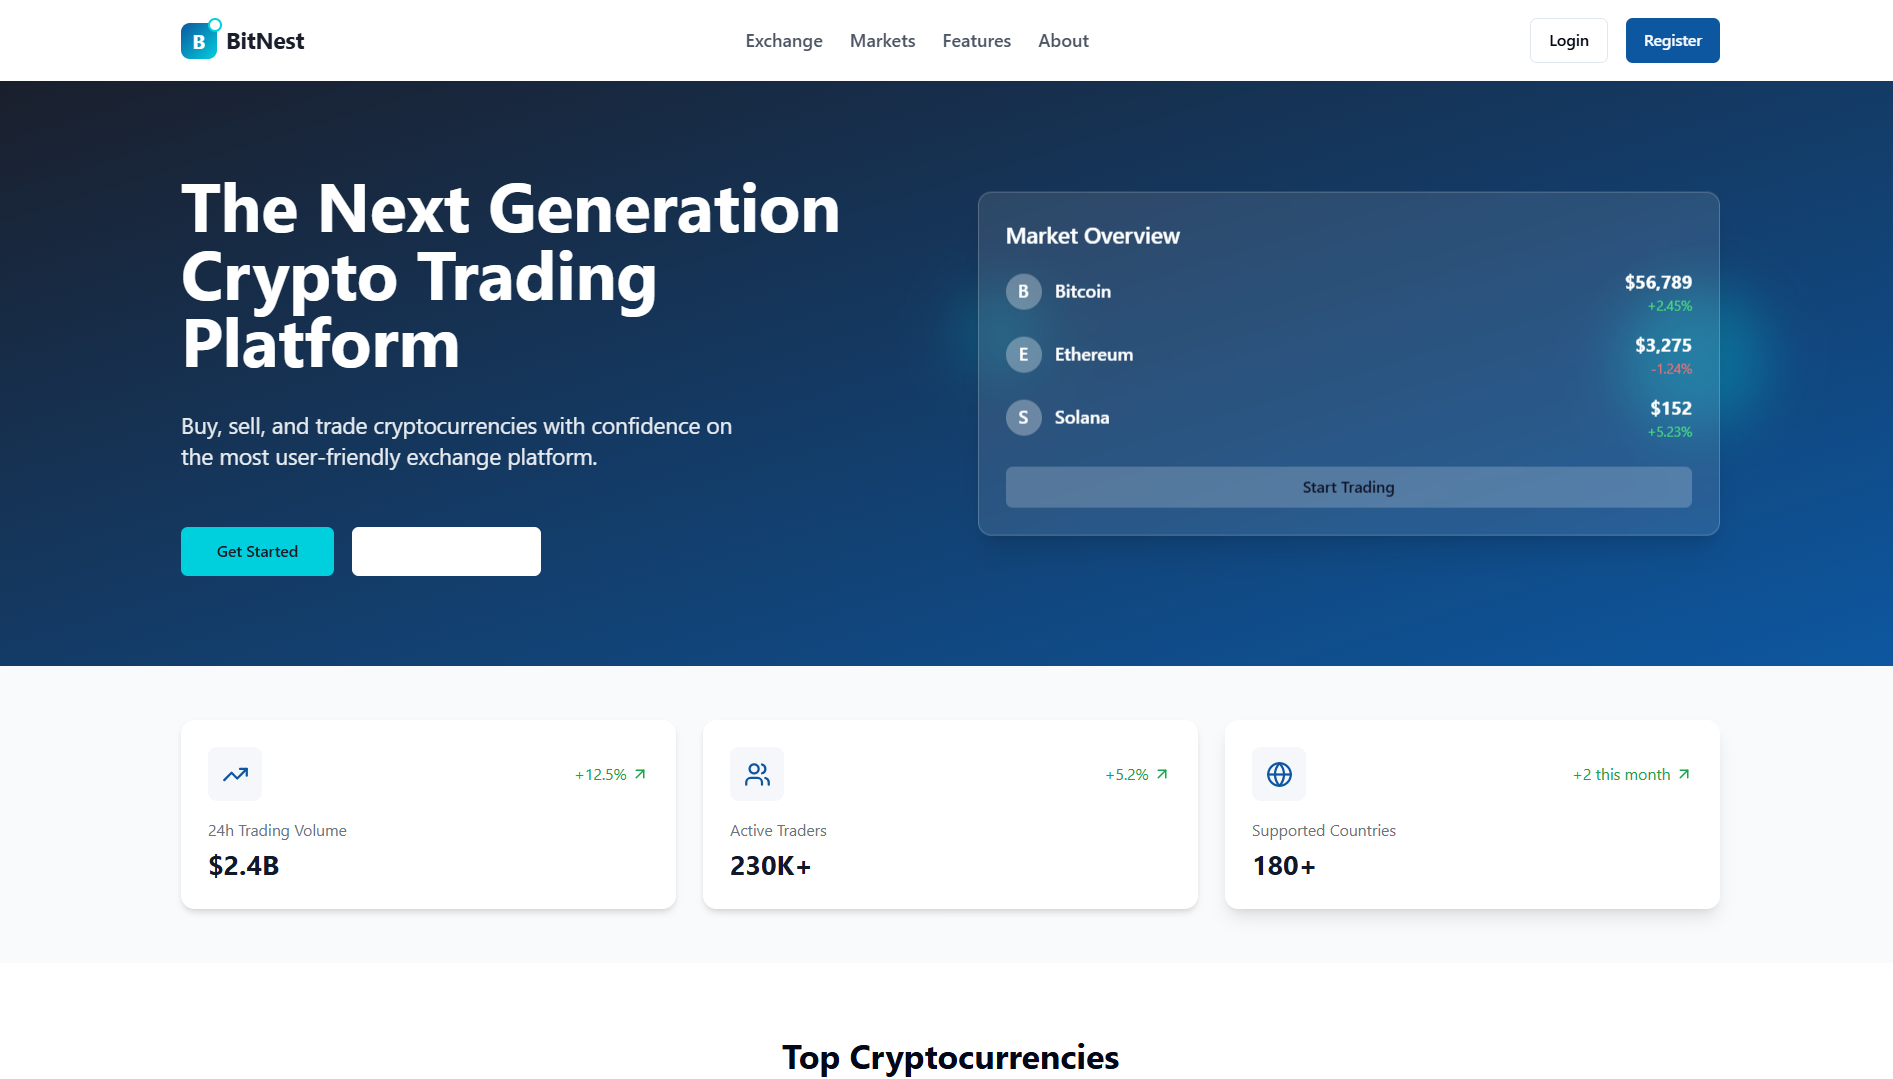 B BitNest
Exchange Markets Features About
Login
Register
The Next Generation
Crypto Trading
Platform
Buy, sell, and trade cryptocurrencies with confidence on
the most user-friendly exchange platform.
Get Started
Market Overview
B Bitcoin $56,789
+2.45%
E Ethereum $3,275
-1.24%
S Solana $152
+5.23%
Start Trading
+12.5%
24h Trading Volume
$2.4B
+5.2%
Active Traders
230K+
+2 this month
Supported Countries
180+
Top Cryptocurrencies